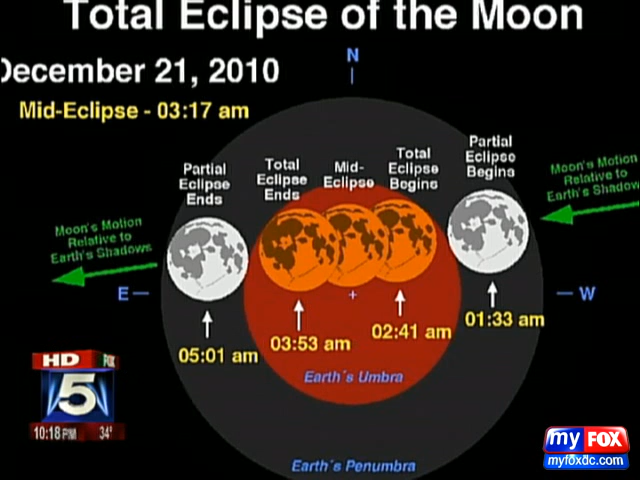 Total Eclipse of the Moon
December 21, 2010
Mid-Eclipse - 03:17 am
N
Partial
Eclipse
Ends
Total
Eclipse
Ends
Mid-
Eclipse
Total
Eclipse
Begins
Partial
Eclipse
Begins
Moon's Motion
Relative to
Earth's Shadow
Moon's Motion
Relative to
Earth's Shadows
E
W
05:01 am
03:53 am
02:41 am
01:33 am
Earth's Umbra
Earth's Penumbra
HD FOX
5
10:18 PM 34°
my FOX
myfoxdc.com